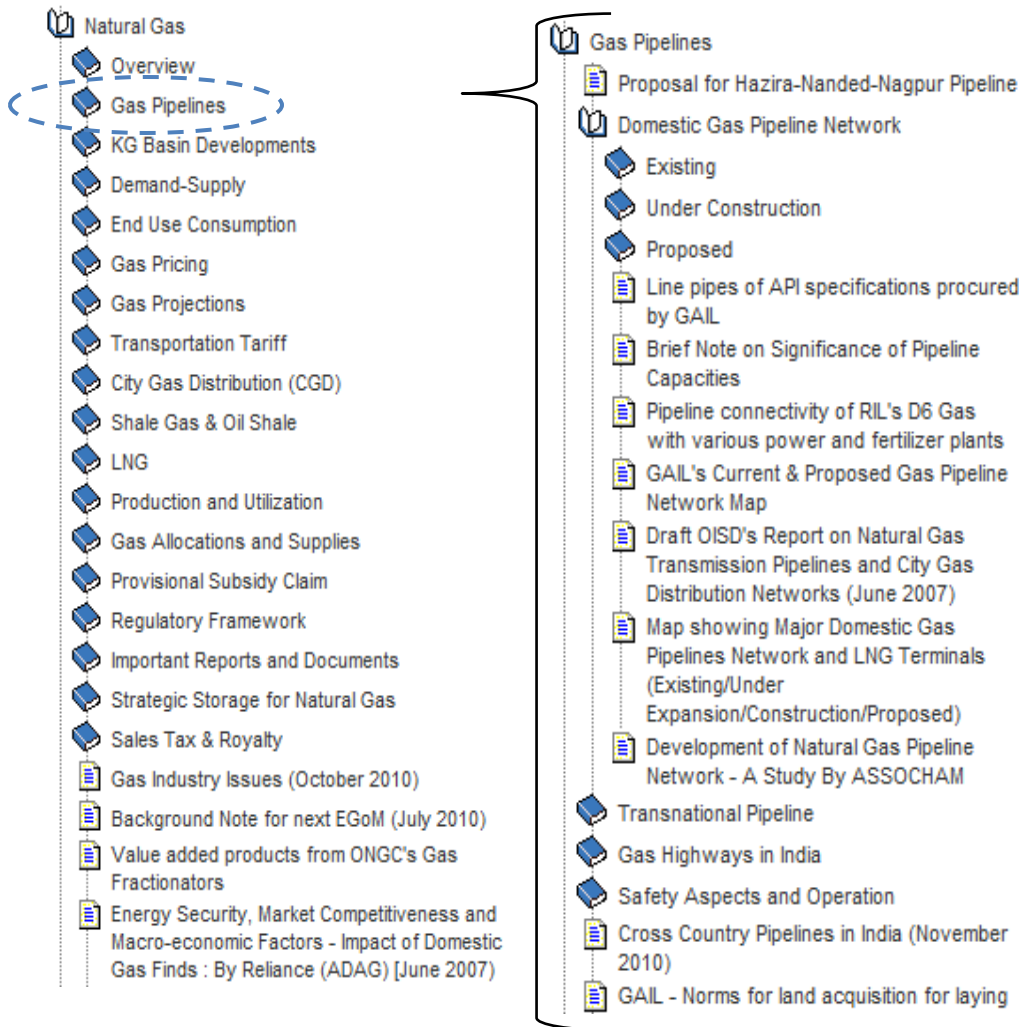 Natural Gas
Overview
Gas Pipelines
KG Basin Developments
Demand-Supply
End Use Consumption
Gas Pricing
Gas Projections
Transportation Tariff
City Gas Distribution (CGD)
Shale Gas & Oil Shale
LNG
Production and Utilization
Gas Allocations and Supplies
Provisional Subsidy Claim
Regulatory Framework
Important Reports and Documents
Strategic Storage for Natural Gas
Sales Tax & Royalty
Gas Industry Issues (October 2010)
Background Note for next EGoM (July 2010)
Value added products from ONGC's Gas
Fractionators
Energy Security, Market Competitiveness and
Macro-economic Factors - Impact of Domestic
Gas Finds : By Reliance (ADAG) [June 2007)
Gas Pipelines
Proposal for Hazira-Nanded-Nagpur Pipeline
Domestic Gas Pipeline Network
Existing
Under Construction
Proposed
Line pipes of API specifications procured
by GAIL
Brief Note on Significance of Pipeline
Capacities
Pipeline connectivity of RIL's D6 Gas
with various power and fertilizer plants
GAIL's Current & Proposed Gas Pipeline
Network Map
Draft OISD's Report on Natural Gas
Transmission Pipelines and City Gas
Distribution Networks (June 2007)
Map showing Major Domestic Gas
Pipelines Network and LNG Terminals
(Existing/Under
Expansion/Construction/Proposed)
Development of Natural Gas Pipeline
Network - A Study By ASSOCHAM
Transnational Pipeline
Gas Highways in India
Safety Aspects and Operation
Cross Country Pipelines in India (November
2010)
GAIL - Norms for land acquisition for laying